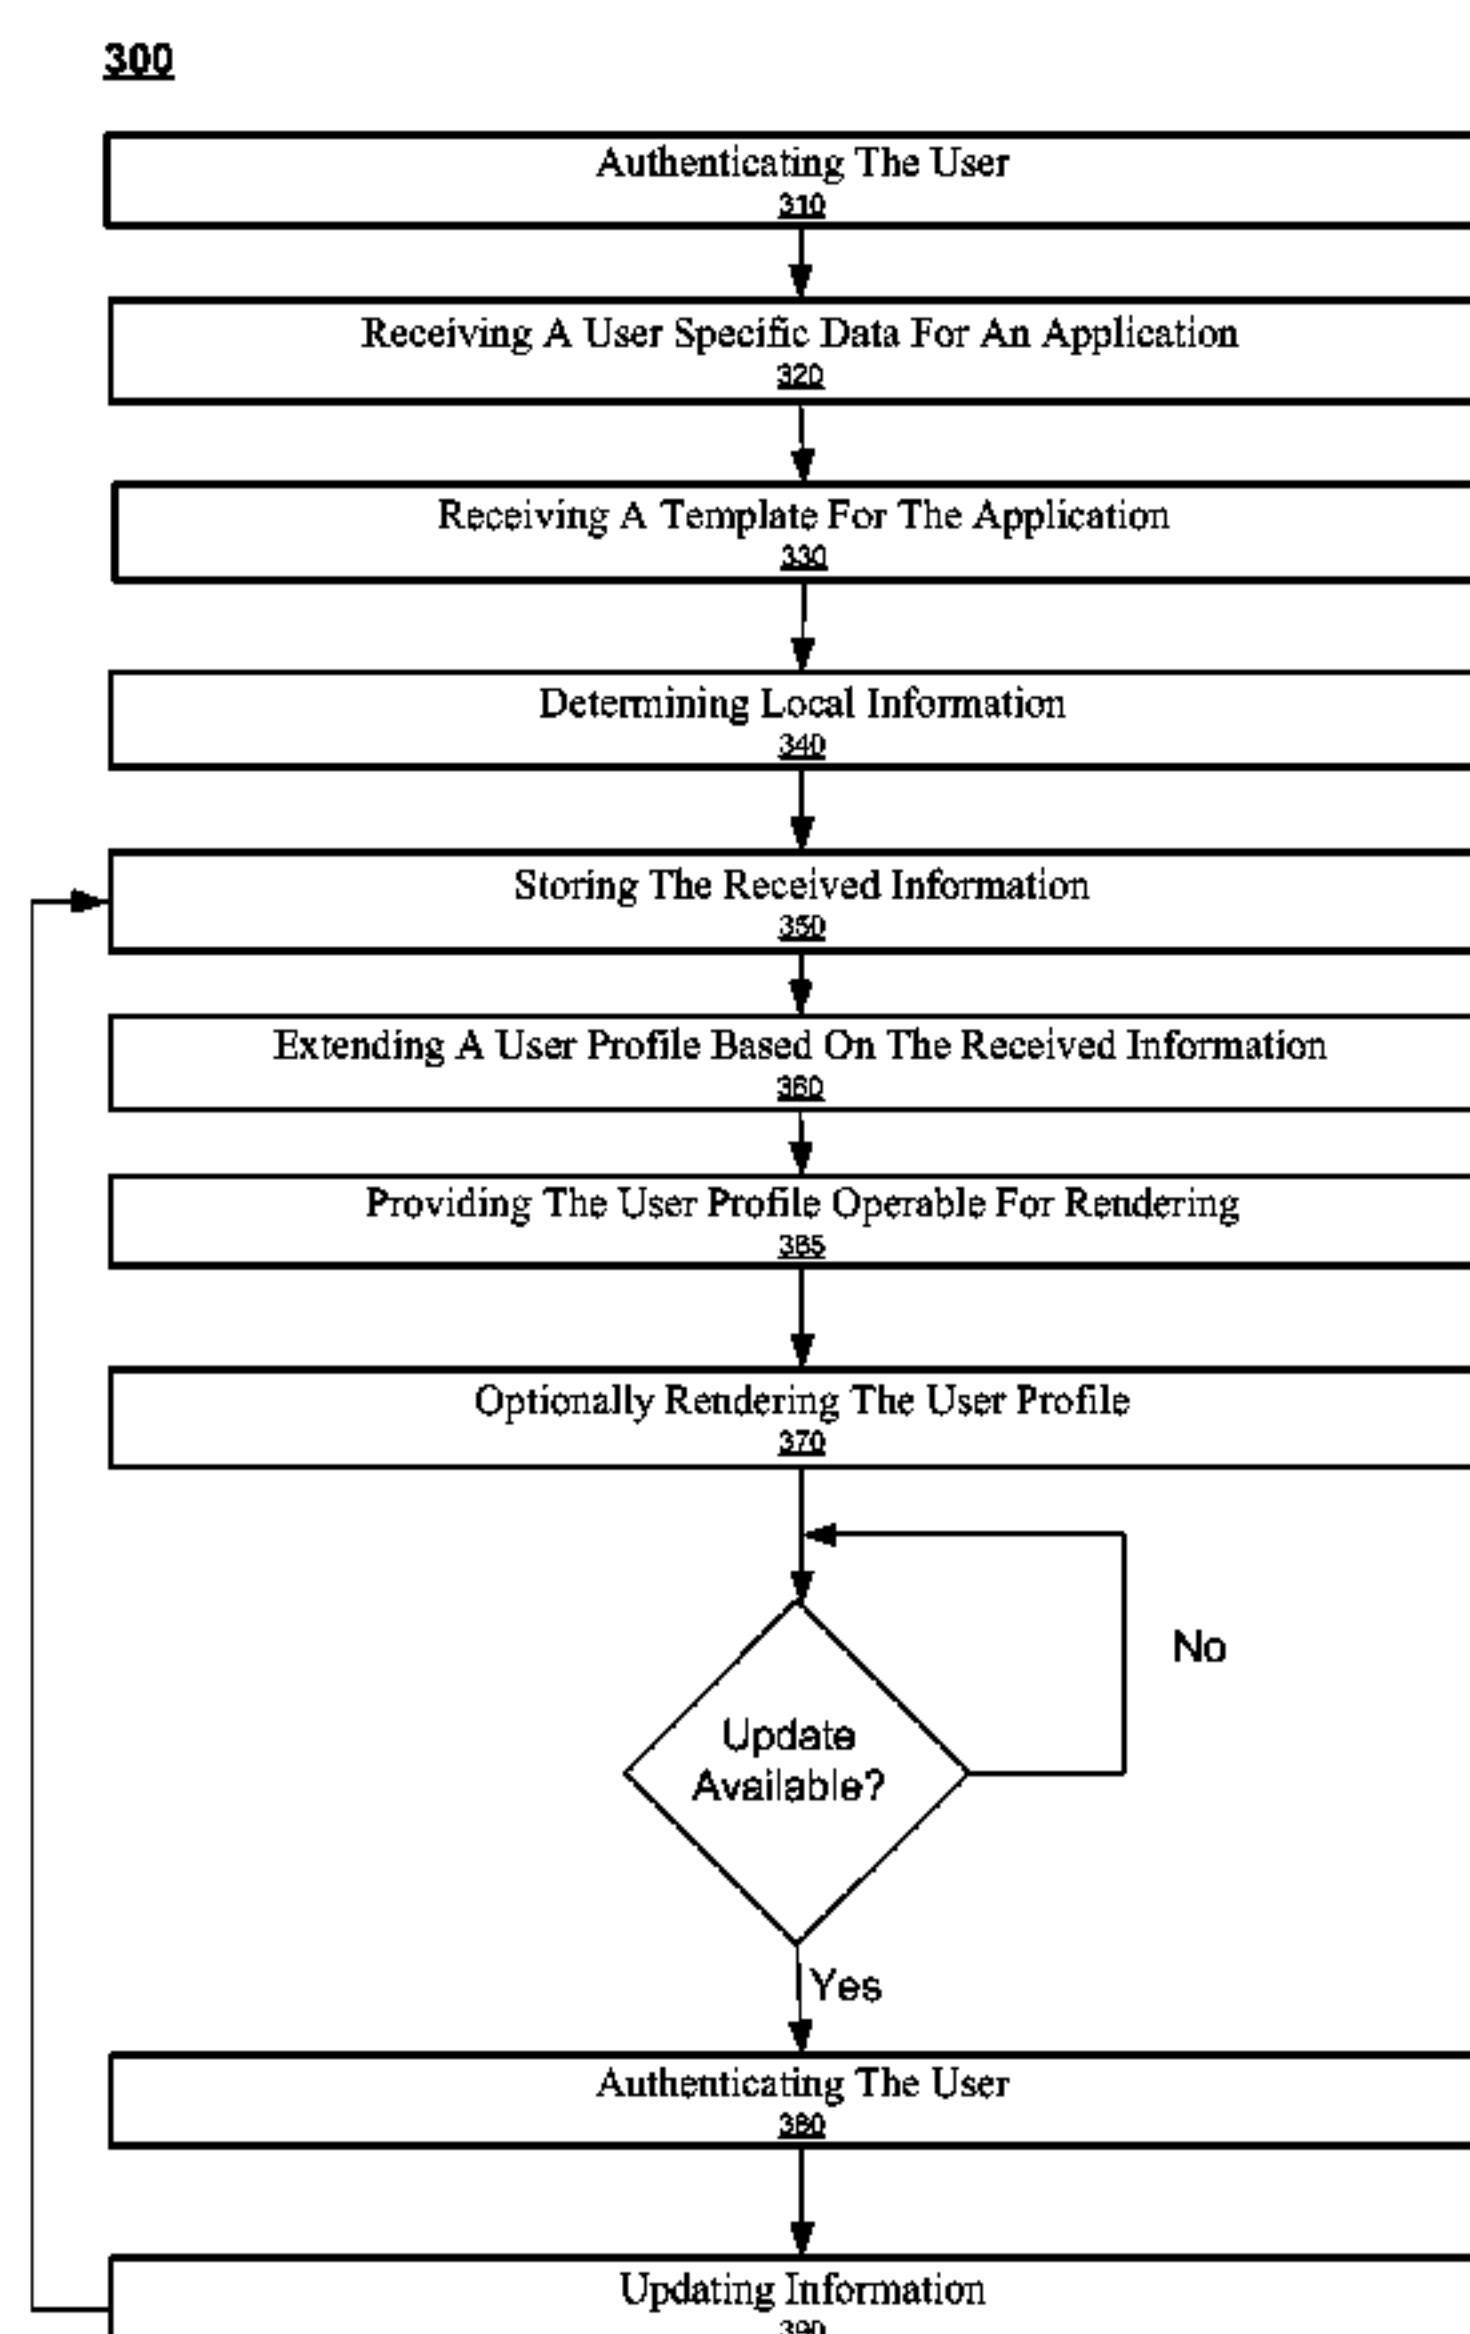 300
Authenticating The User
310
Receiving A User Specific Data For An Application
320
Receiving A Template For The Application
330
Determining Local Information
340
Storing The Received Information
350
Extending A User Profile Based On The Received Information
360
Providing The User Profile Operable For Rendering
365
Optionally Rendering The User Profile
370
No
Update
Available?
Yes
Authenticating The User
380
Updating Information
390